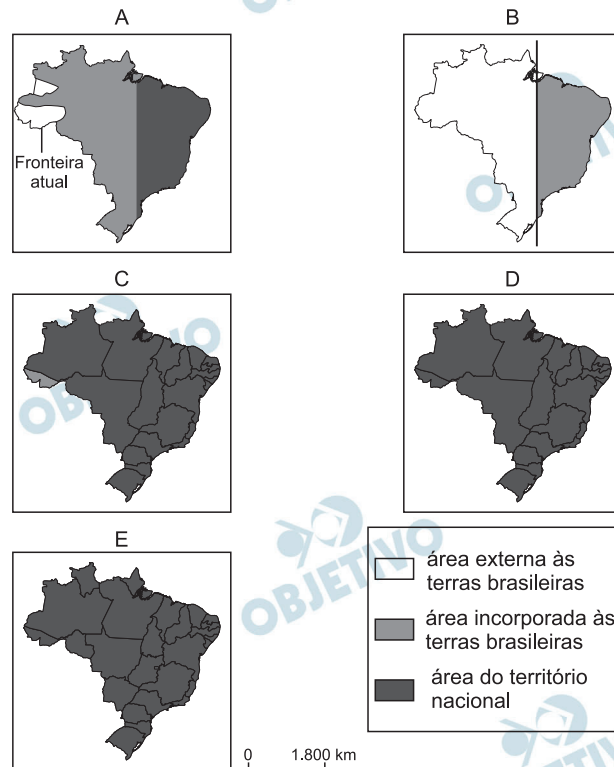 A
B
Fronteira
atual
C
D
E
área externa às
terras brasileiras
área incorporada às
terras brasileiras
área do território
nacional
0 1.800 km
OBJETIVO
OBJETIVO
OBJETIVO
OBJETIVO